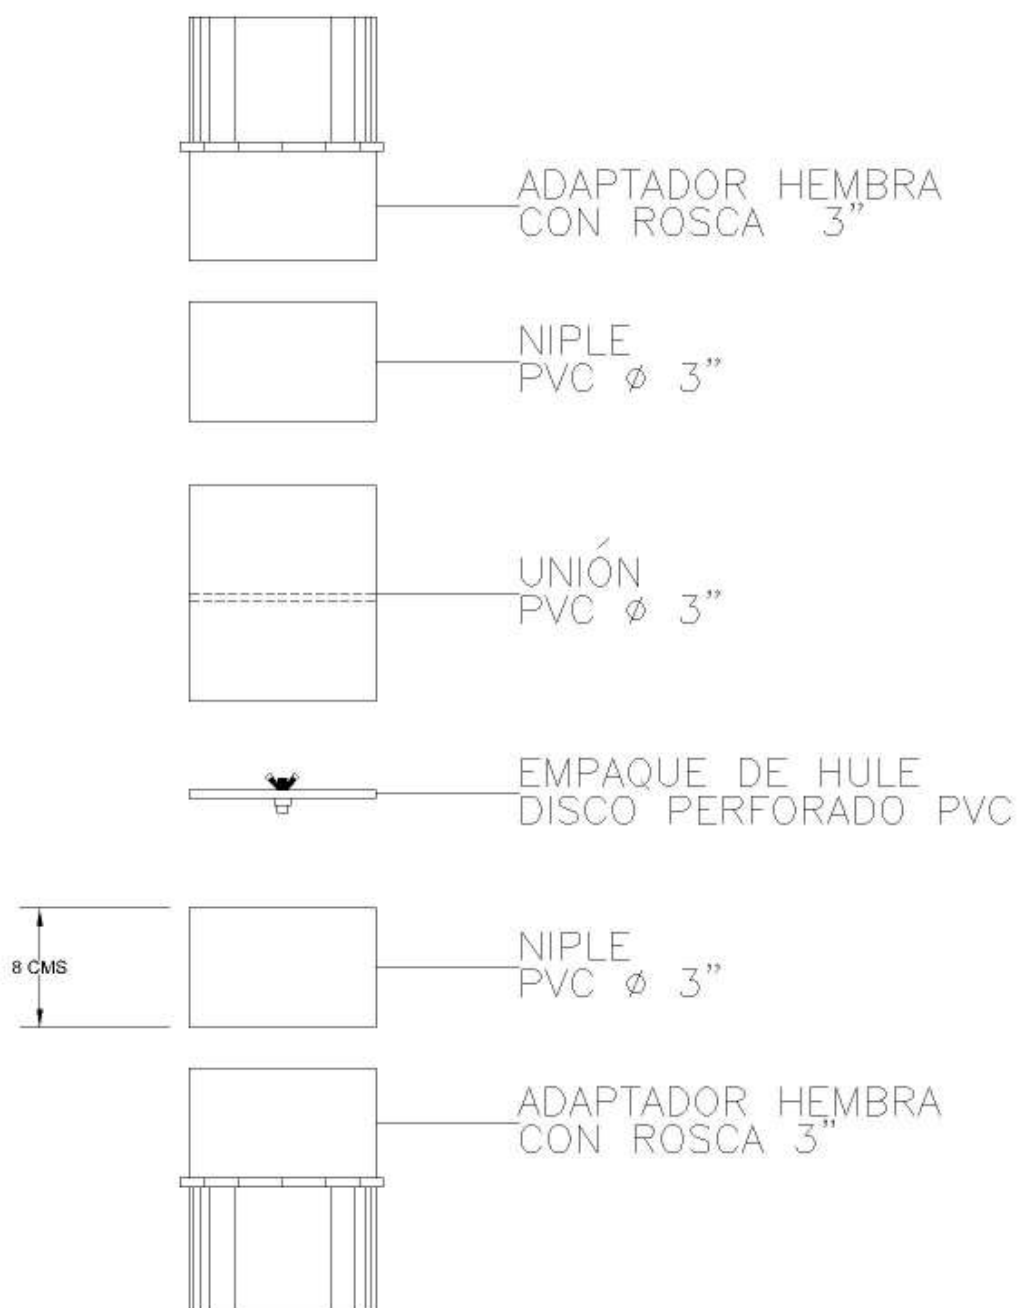 ADAPTADOR HEMBRA
CON ROSCA 3"
NIPLE
PVC ø 3"
UNIÓN
PVC ø 3"
EMPAQUE DE HULE
DISCO PERFORADO PVC
8 CMS
NIPLE
PVC ø 3"
ADAPTADOR HEMBRA
CON ROSCA 3"